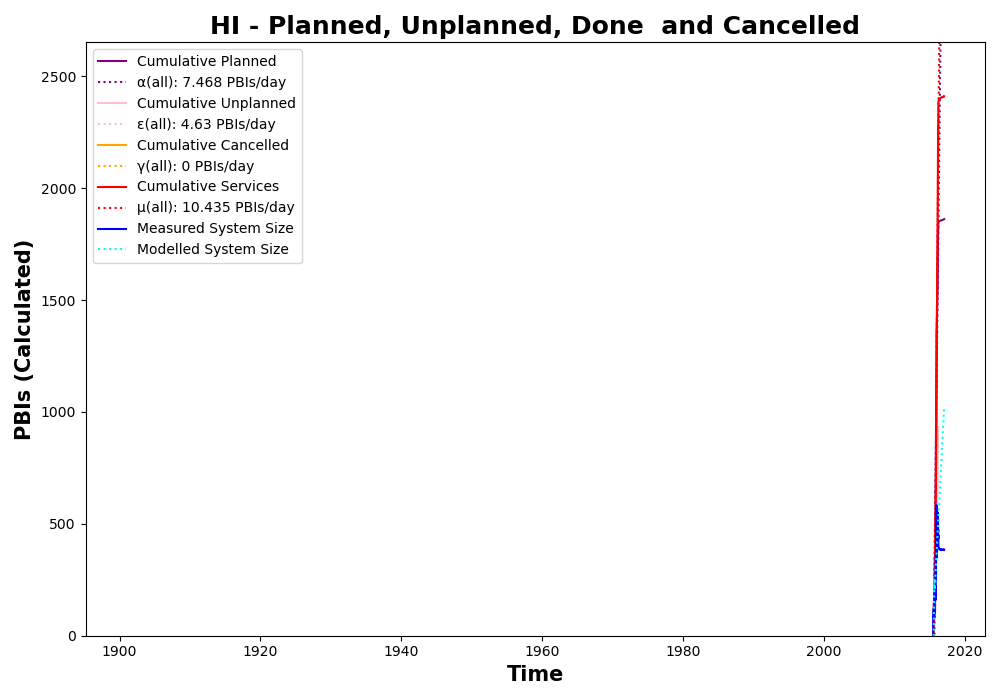 HI - Planned, Unplanned, Done  and Cancelled
Cumulative Planned
α(all): 7.468 PBIs/day
Cumulative Unplanned
ε(all): 4.63 PBIs/day
Cumulative Cancelled
γ(all): 0 PBIs/day
Cumulative Services
μ(all): 10.435 PBIs/day
Measured System Size
Modelled System Size
PBIs (Calculated)
2500
2000
1500
1000
500
0
1900 1920 1940 1960 1980 2000 2020
Time